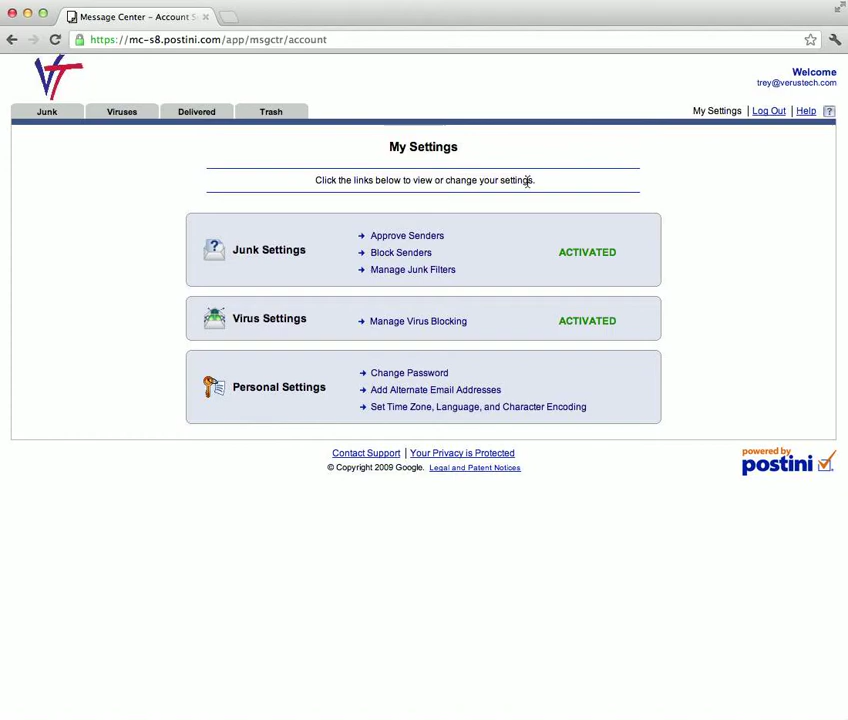 Message Center – Account S
https://mc-s8.postini.com/app/msgctr/account
VT
Welcome
trey@verustech.com
Junk Viruses Delivered Trash
My Settings | Log Out | Help ?
My Settings
Click the links below to view or change your settings.
Junk Settings
Approve Senders
Block Senders
Manage Junk Filters
ACTIVATED
Virus Settings
Manage Virus Blocking
ACTIVATED
Personal Settings
Change Password
Add Alternate Email Addresses
Set Time Zone, Language, and Character Encoding
Contact Support | Your Privacy is Protected
© Copyright 2009 Google. Legal and Patent Notices
powered by
postini